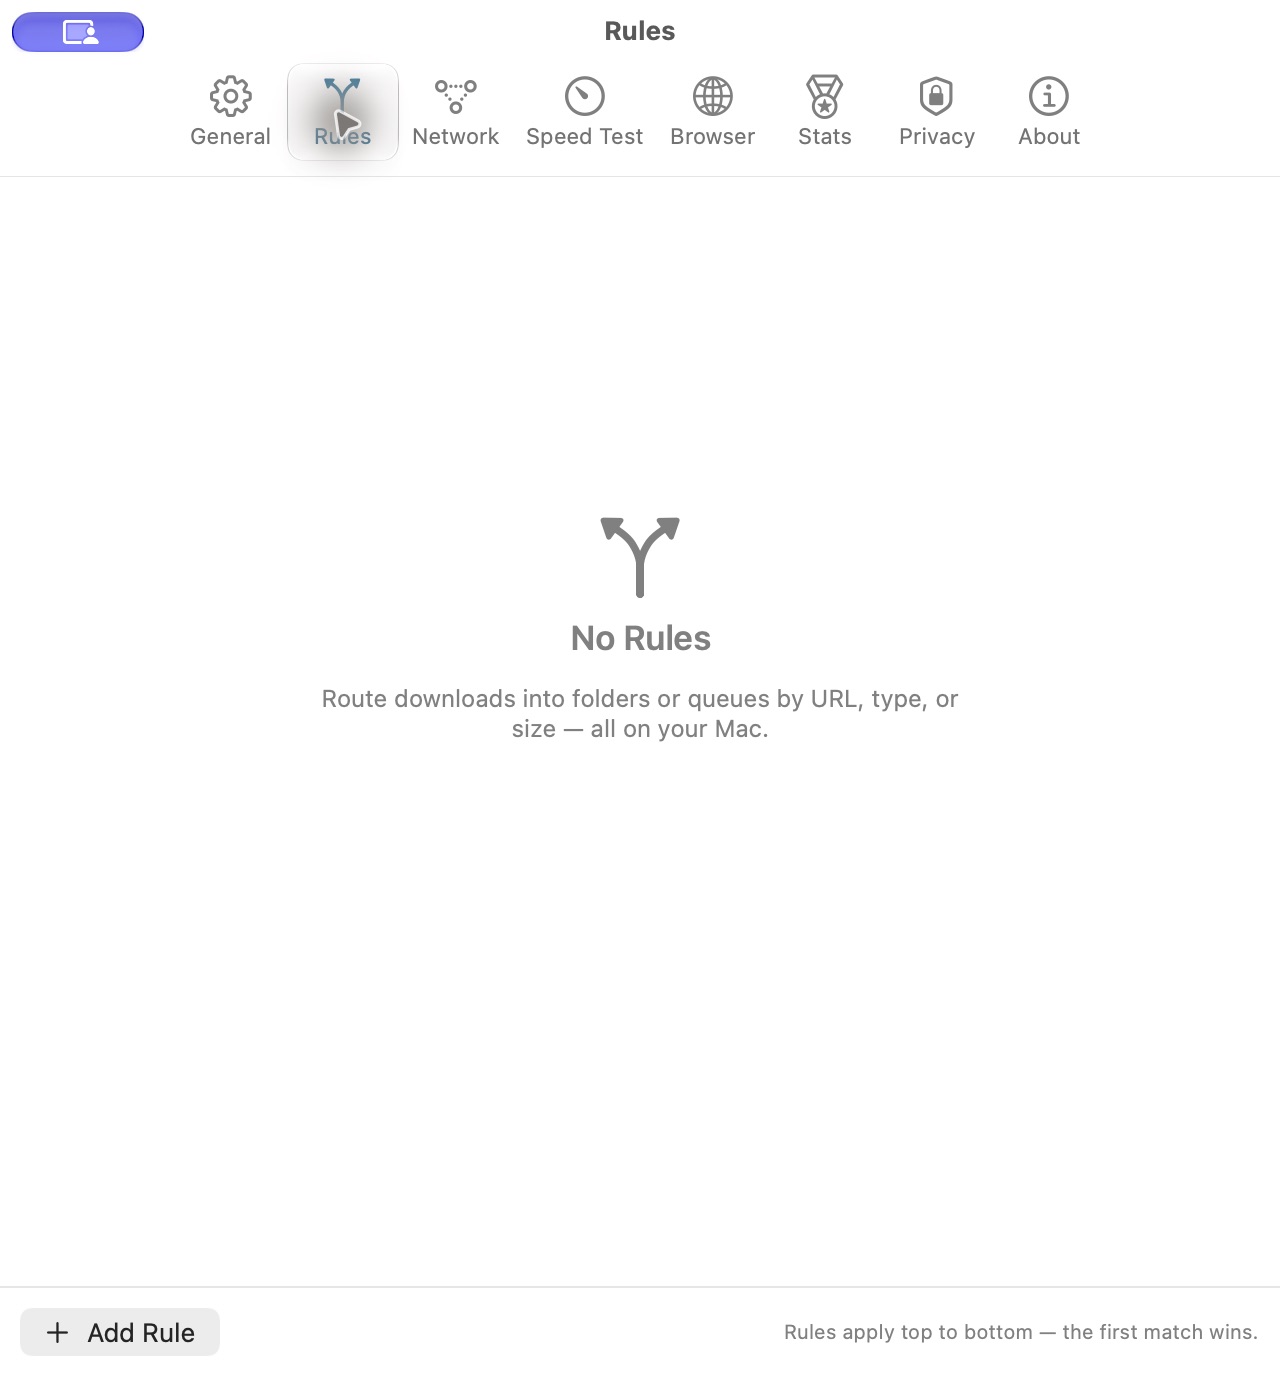 Rules
General
Rules
Network
Speed Test
Browser
Stats
Privacy
About
No Rules
Route downloads into folders or queues by URL, type, or
size — all on your Mac.
Add Rule
Rules apply top to bottom — the first match wins.